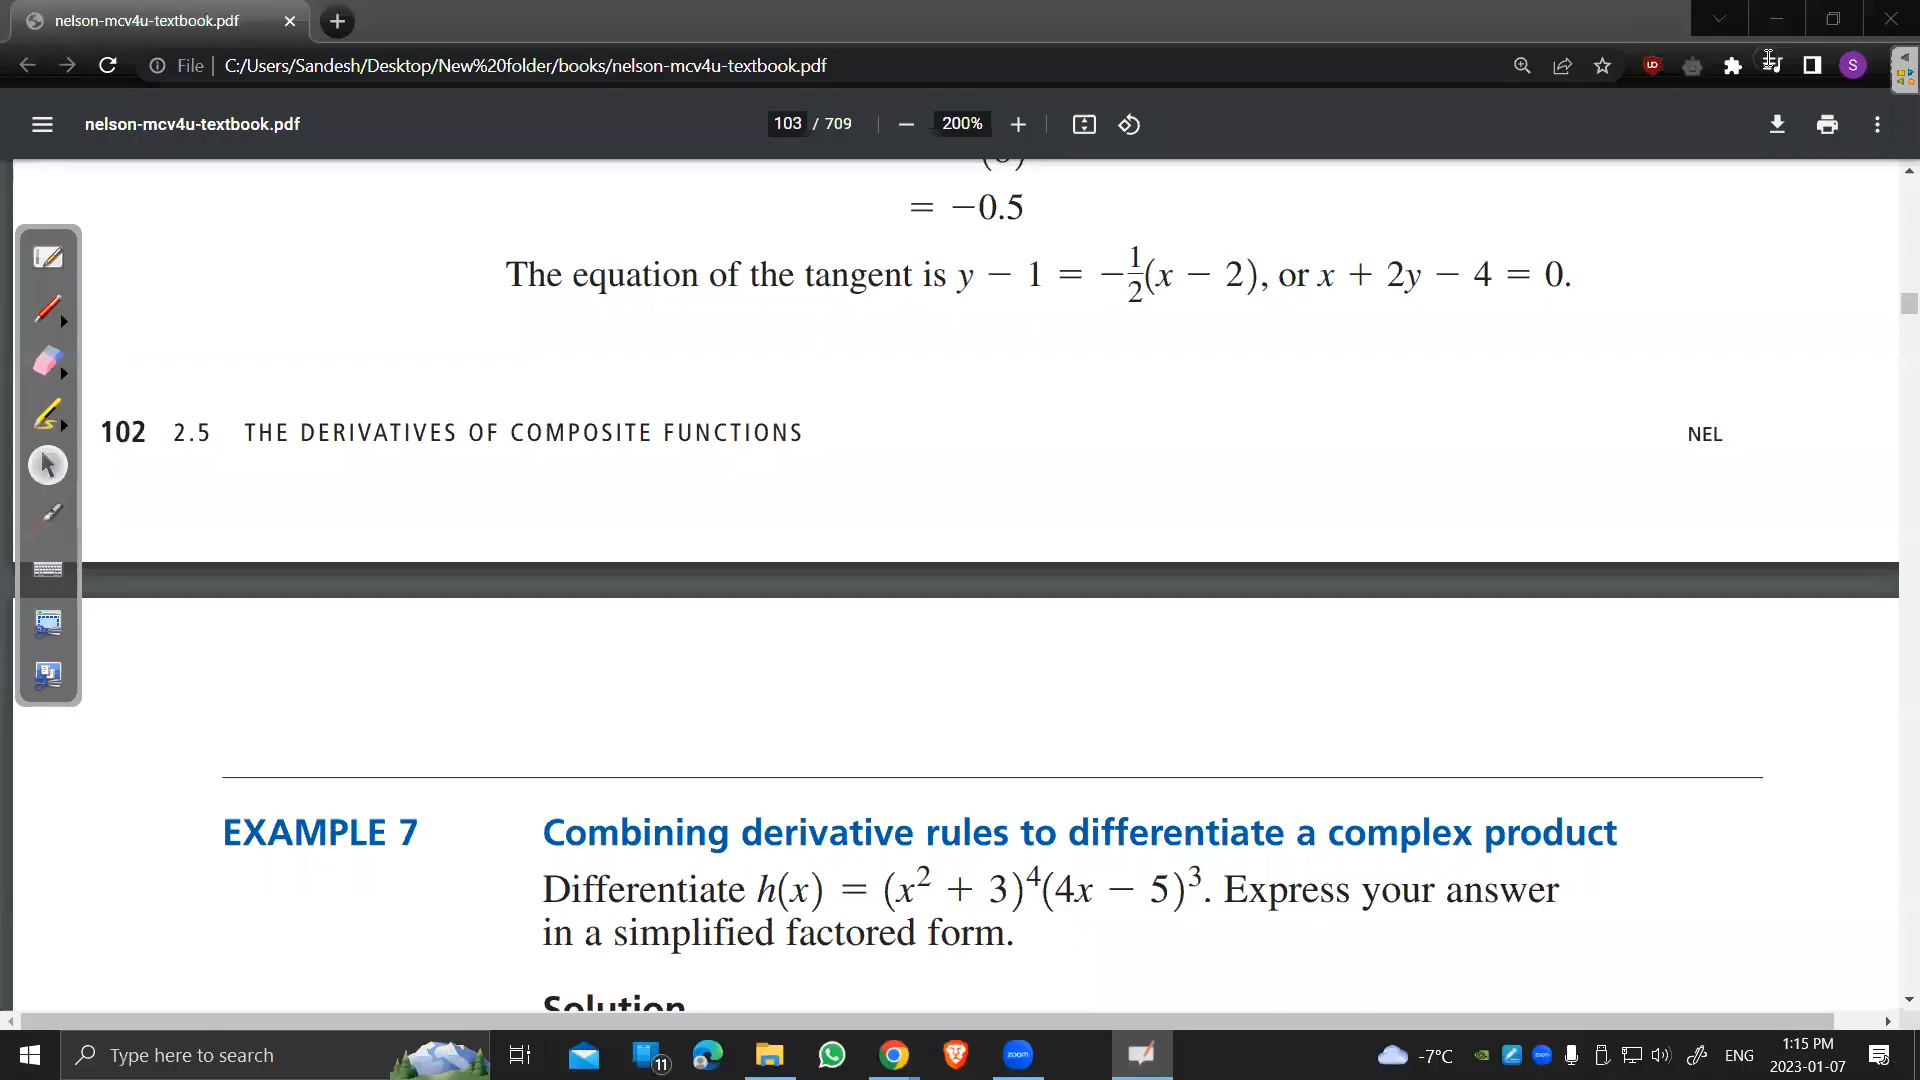 nelson-mcv4u-textbook.pdf
File | C:/Users/Sandesh/Desktop/New%20folder/books/nelson-mcv4u-textbook.pdf
S
nelson-mcv4u-textbook.pdf
103 / 709
200%
= −0.5
The equation of the tangent is y − 1 = −1/2(x − 2), or x + 2y − 4 = 0.
102 2.5 THE DERIVATIVES OF COMPOSITE FUNCTIONS NEL
EXAMPLE 7 Combining derivative rules to differentiate a complex product
Differentiate h(x) = (x² + 3)⁴(4x − 5)³. Express your answer
in a simplified factored form.
Solution
Type here to search
11
zoom
-7°C
ENG
1:15 PM
2023-01-07